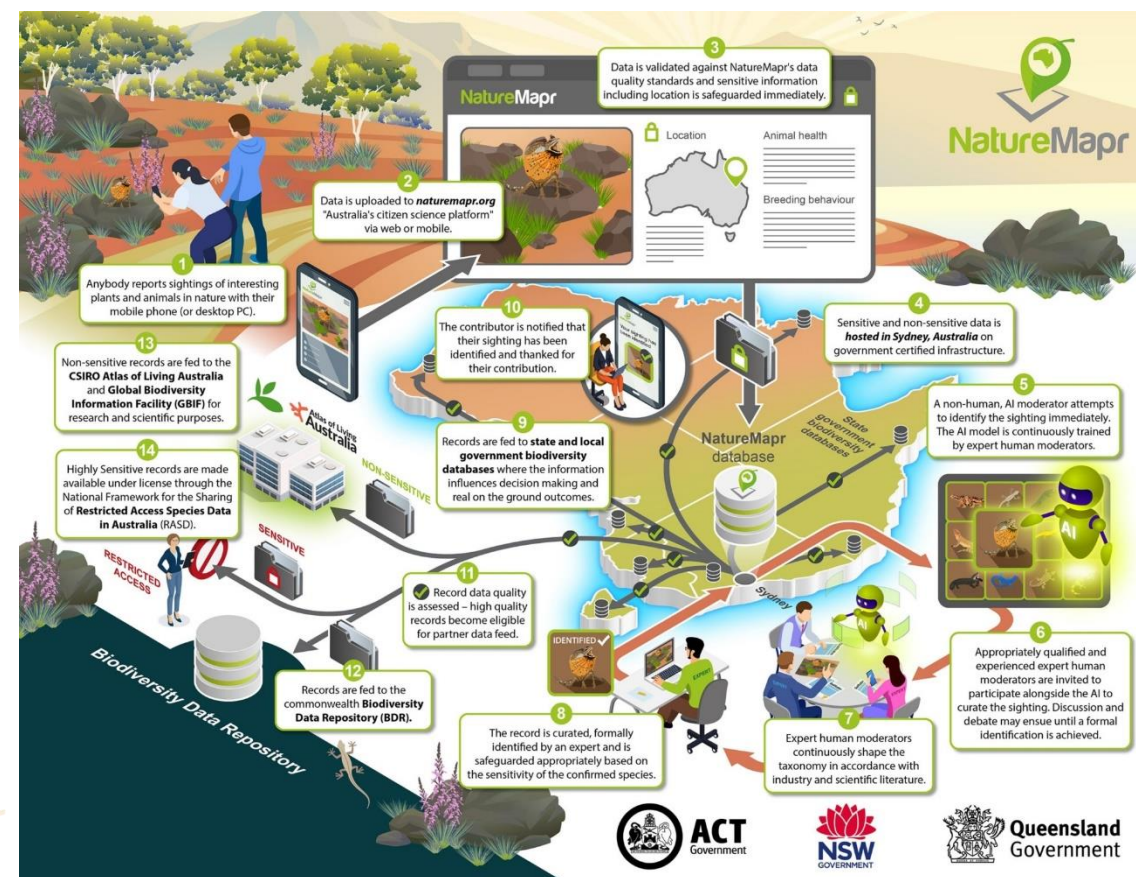 NatureMapr
1
Anybody reports sightings of interesting
plants and animals in nature with their
mobile phone (or desktop PC).
2
Data is uploaded to naturemapr.org
"Australia's citizen science platform"
via web or mobile.
3
Data is validated against NatureMapr's data
quality standards and sensitive information
including location is safeguarded immediately.
NatureMapr
Location
Animal health
Breeding behaviour
4
Sensitive and non-sensitive data is
hosted in Sydney, Australia on
government certified infrastructure.
5
A non-human, AI moderator attempts
to identify the sighting immediately.
The AI model is continuously trained
by expert human moderators.
AI
6
Appropriately qualified and
experienced expert human
moderators are invited to
participate alongside the AI to
curate the sighting. Discussion and
debate may ensue until a formal
identification is achieved.
AI
7
Expert human moderators
continuously shape the
taxonomy in accordance with
industry and scientific literature.
IDENTIFIED
EXPERT
8
The record is curated, formally
identified by an expert and is
safeguarded appropriately based on
the sensitivity of the confirmed species.
9
Records are fed to state and local
government biodiversity
databases where the information
influences decision making and
real on the ground outcomes.
State
government
biodiversity
databases
NatureMapr
database
Sydney
10
The contributor is notified that
their sighting has been
identified and thanked for
their contribution.
Your sighting has
been identified
11
Record data quality
is assessed – high quality
records become eligible
for partner data feed.
12
Records are fed to the
commonwealth Biodiversity
Data Repository (BDR).
Biodiversity Data Repository
13
Non-sensitive records are fed to the
CSIRO Atlas of Living Australia
and Global Biodiversity
Information Facility (GBIF) for
research and scientific purposes.
Atlas of Living
Australia
NON-SENSITIVE
14
Highly Sensitive records are made
available under license through the
National Framework for the Sharing
of Restricted Access Species Data
in Australia (RASD).
SENSITIVE
RESTRICTED
ACCESS
ACT
Government
NSW
GOVERNMENT
Queensland
Government